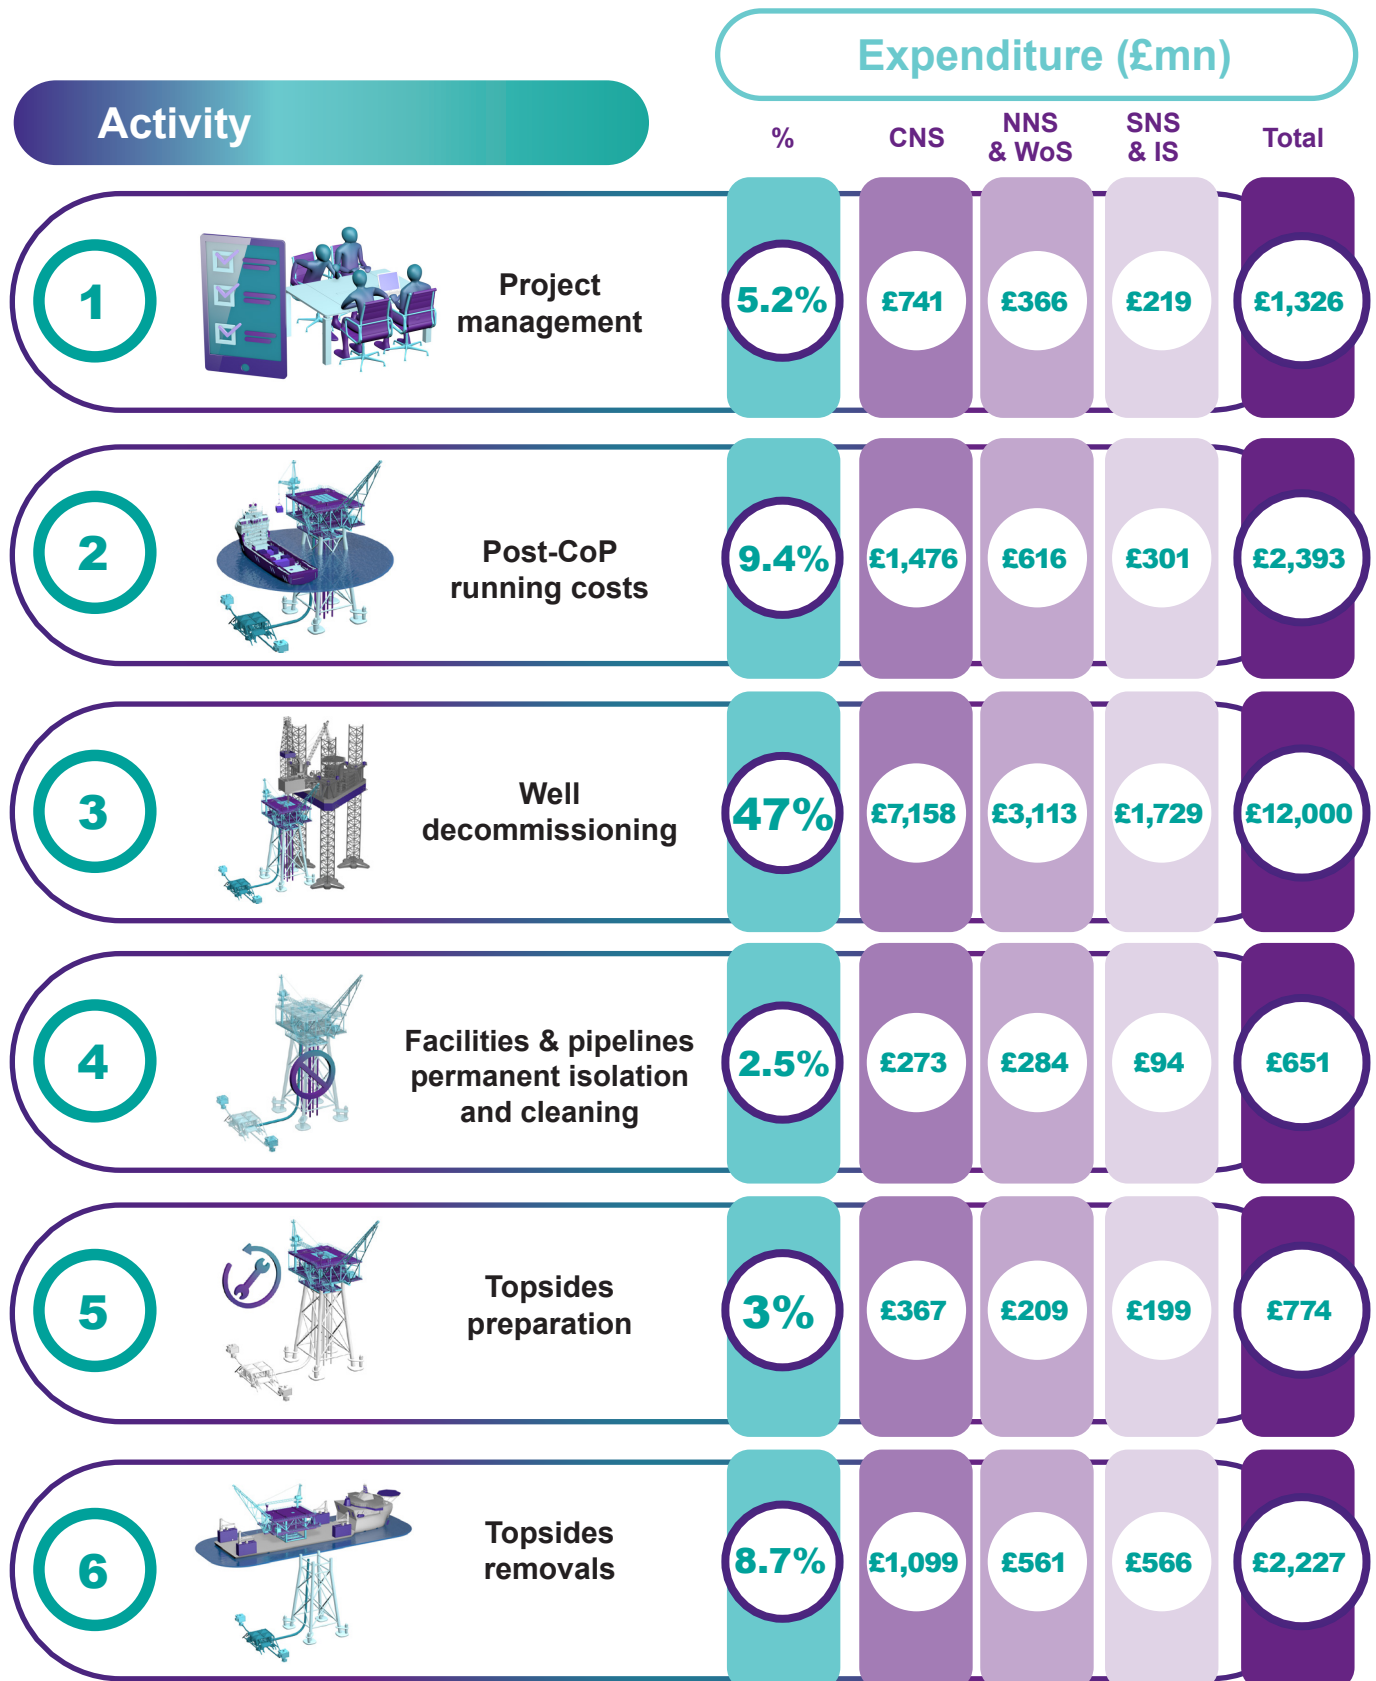 Expenditure (£mn)
Activity
%
CNS
NNS
& WoS
SNS
& IS
Total
1
Project
management
5.2%
£741
£366
£219
£1,326
2
Post-CoP
running costs
9.4%
£1,476
£616
£301
£2,393
3
Well
decommissioning
47%
£7,158
£3,113
£1,729
£12,000
4
Facilities & pipelines
permanent isolation
and cleaning
2.5%
£273
£284
£94
£651
5
Topsides
preparation
3%
£367
£209
£199
£774
6
Topsides
removals
8.7%
£1,099
£561
£566
£2,227